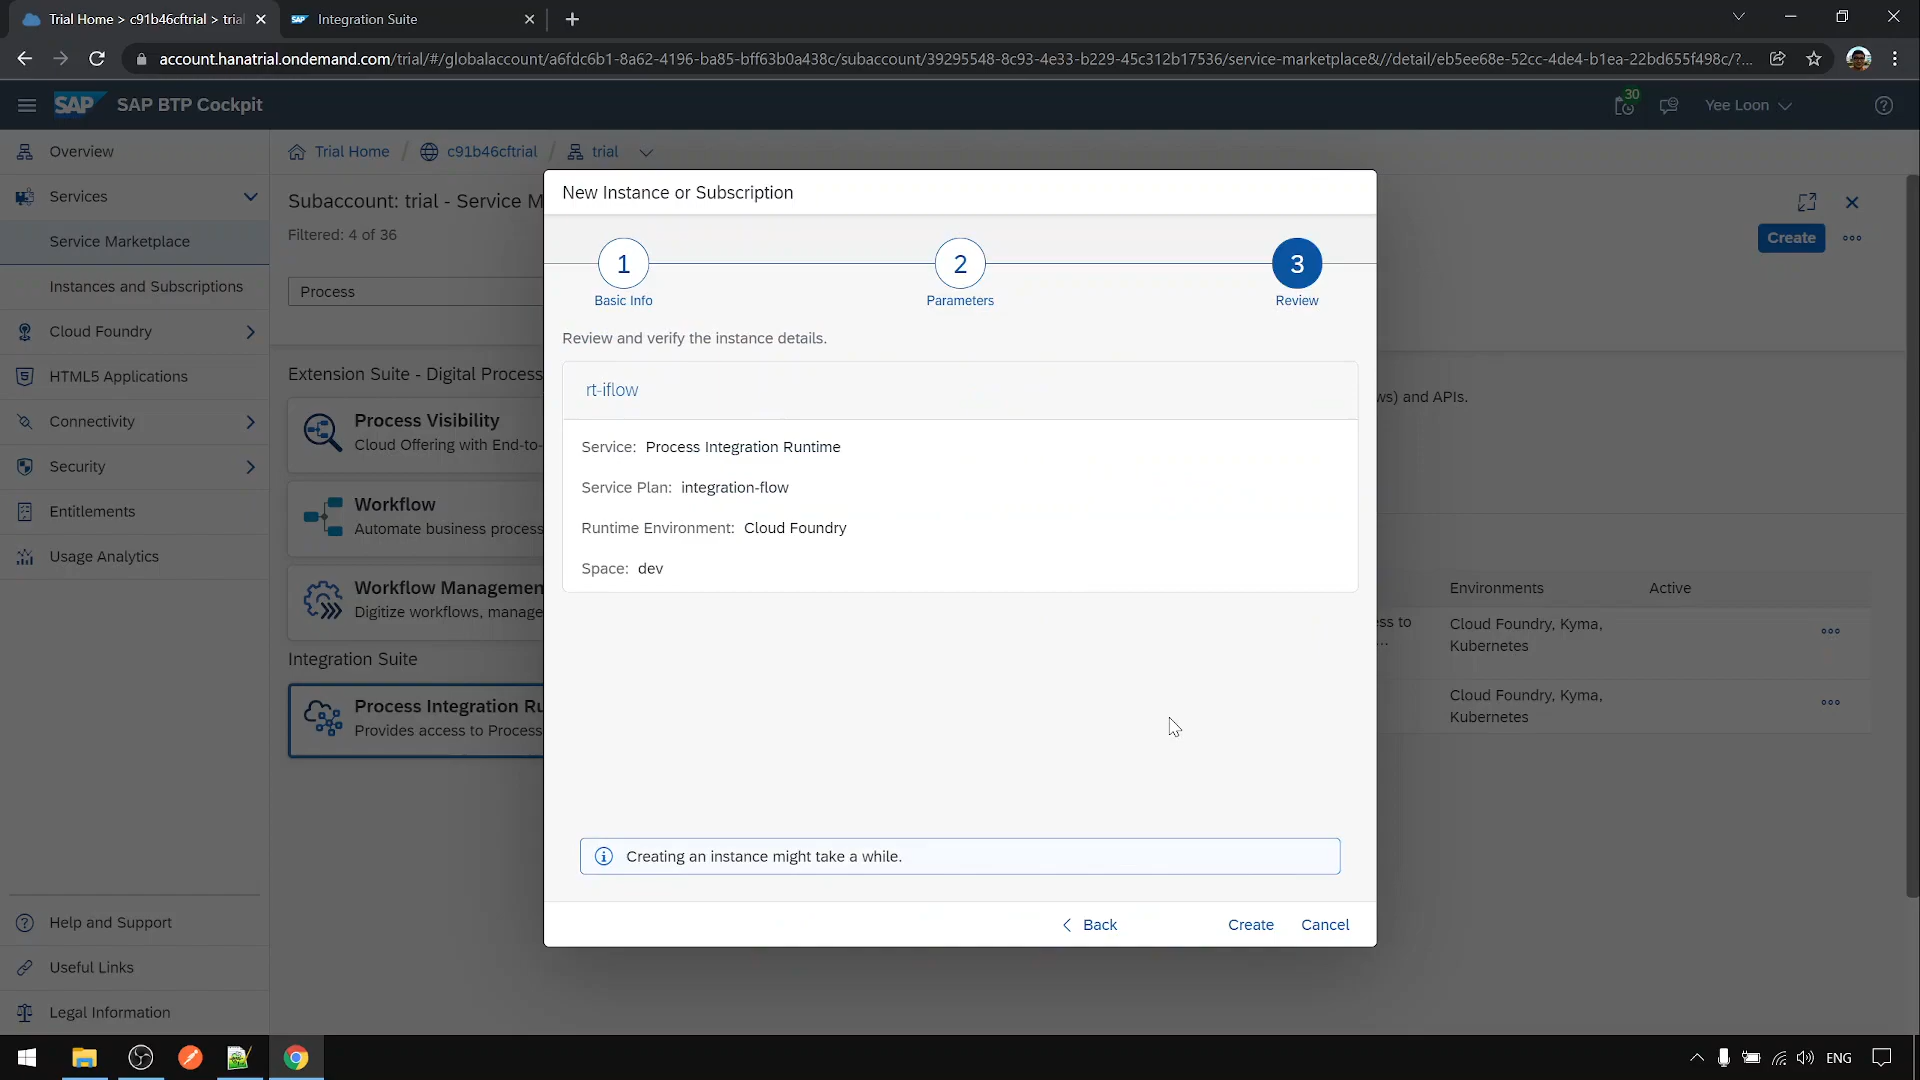 Trial Home > c91b46cftrial > trial
Integration Suite
account.hanatrial.ondemand.com/trial/#/globalaccount/a6fdc6b1-8a62-4196-ba85-bff63b0a438c/subaccount/39295548-8c93-4e33-b229-45c312b17536/service-marketplace&//detail/eb5ee68e-52cc-4de4-b1ea-22bd655f498c/?...
SAP
SAP BTP Cockpit
30
Yee Loon
Overview
Services
Service Marketplace
Instances and Subscriptions
Cloud Foundry
HTML5 Applications
Connectivity
Security
Entitlements
Usage Analytics
Help and Support
Useful Links
Legal Information
Trial Home / c91b46cftrial / trial
Subaccount: trial - Service M
Filtered: 4 of 36
Process
Extension Suite - Digital Process
Process Visibility
Cloud Offering with End-to-
Workflow
Automate business process
Workflow Managemen
Digitize workflows, manage
Integration Suite
Process Integration Ru
Provides access to Process
New Instance or Subscription
1
2
3
Basic Info
Parameters
Review
Review and verify the instance details.
rt-iflow
Service: Process Integration Runtime
Service Plan: integration-flow
Runtime Environment: Cloud Foundry
Space: dev
Creating an instance might take a while.
Back
Create
Cancel
Create
ws) and APIs.
Environments
Active
ess to
...
Cloud Foundry, Kyma,
Kubernetes
Cloud Foundry, Kyma,
Kubernetes
ENG